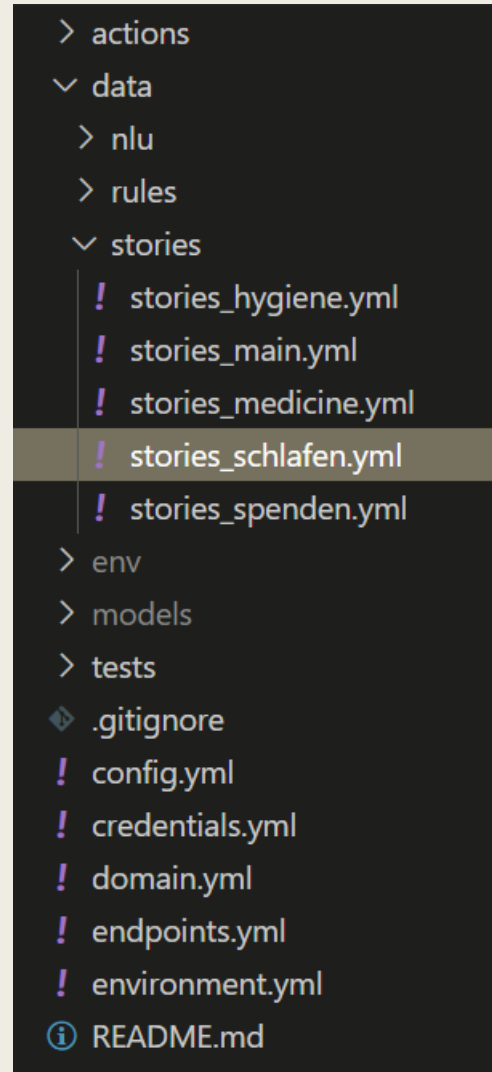 actions
data
nlu
rules
stories
! stories_hygiene.yml
! stories_main.yml
! stories_medicine.yml
! stories_schlafen.yml
! stories_spenden.yml
env
models
tests
.gitignore
! config.yml
! credentials.yml
! domain.yml
! endpoints.yml
! environment.yml
README.md